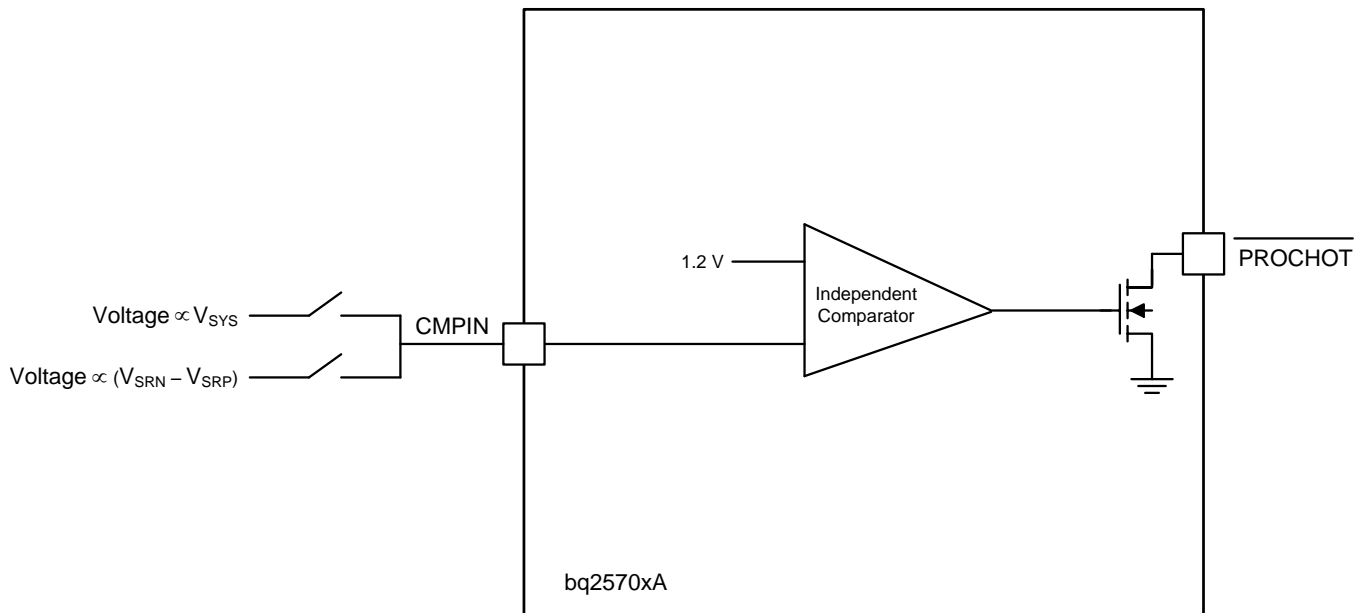 1.2 V
Independent
Comparator
PROCHOT
Voltage ∝ VSYS
CMPIN
Voltage ∝ (VSRN – VSRP)
bq2570xA